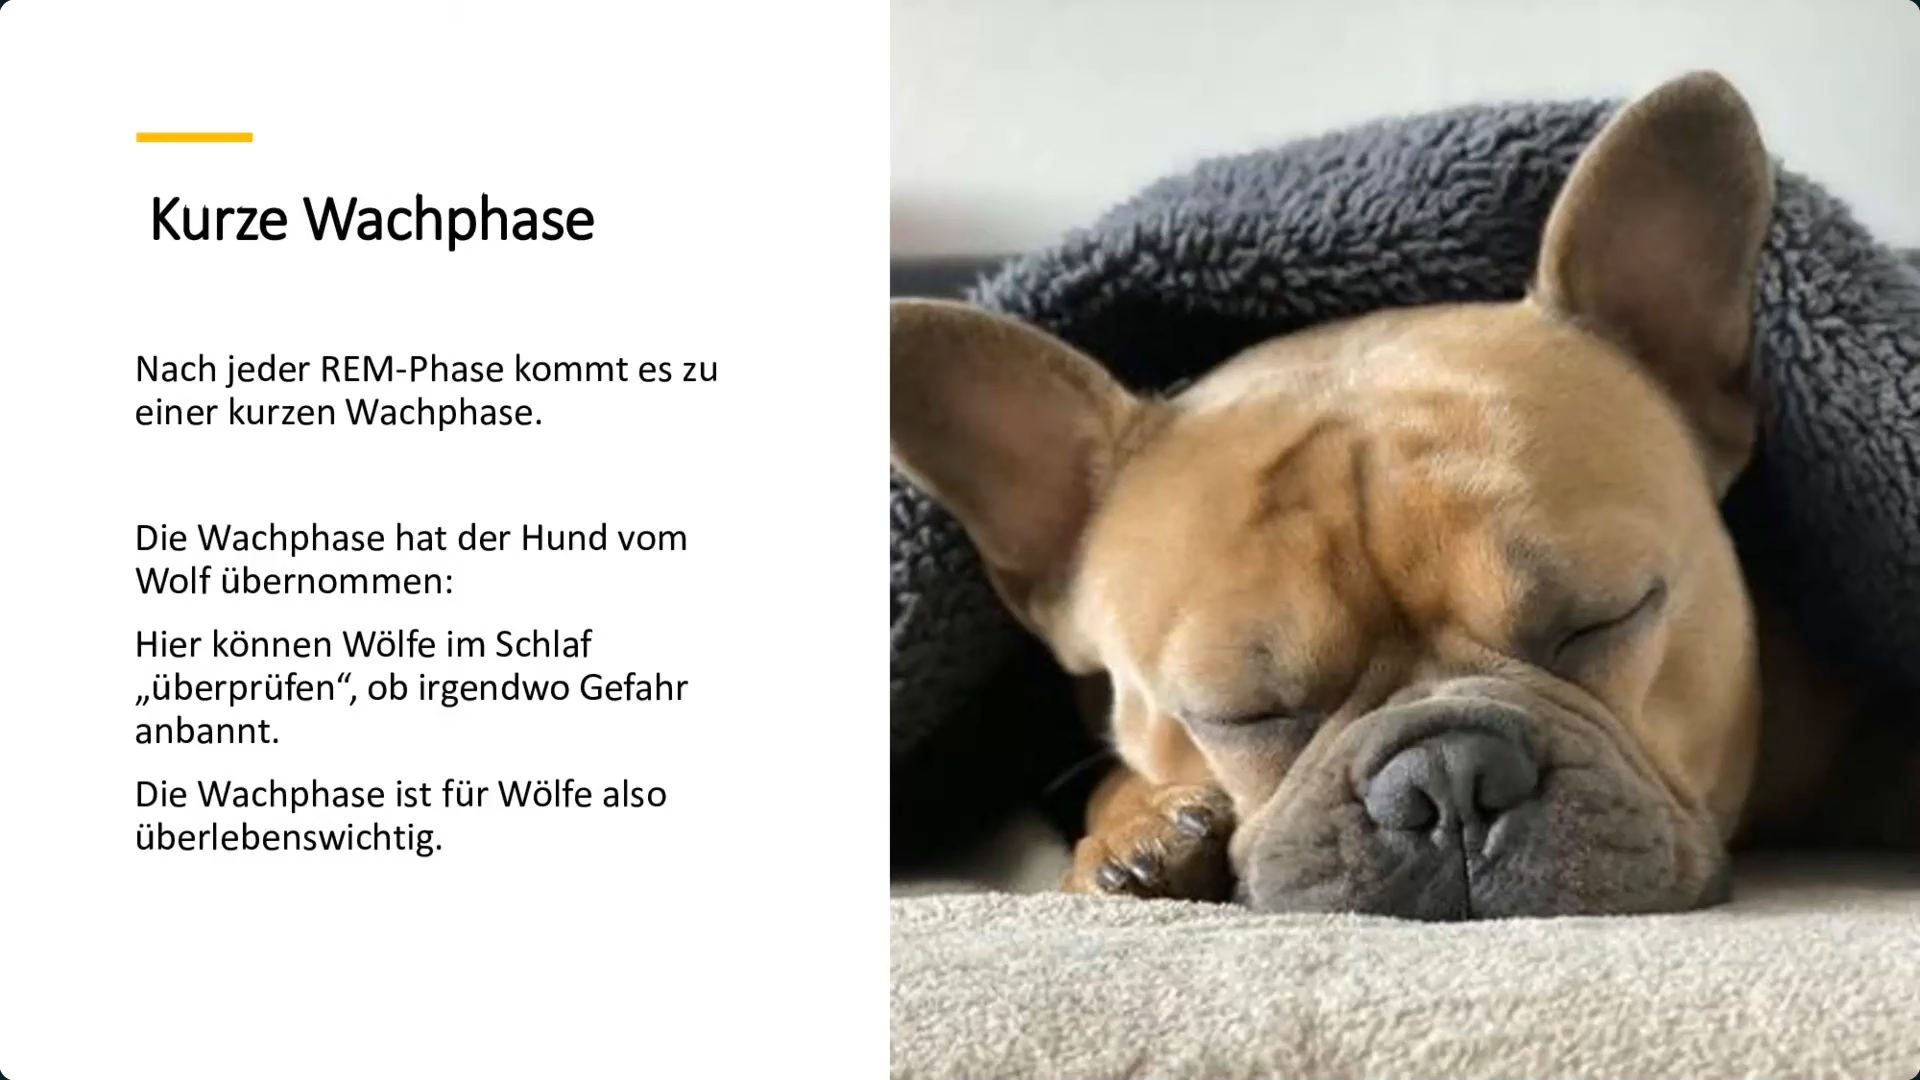 Kurze Wachphase
Nach jeder REM-Phase kommt es zu
einer kurzen Wachphase.
Die Wachphase hat der Hund vom
Wolf übernommen:
Hier können Wölfe im Schlaf
„überprüfen“, ob irgendwo Gefahr
anbannt.
Die Wachphase ist für Wölfe also
überlebenswichtig.